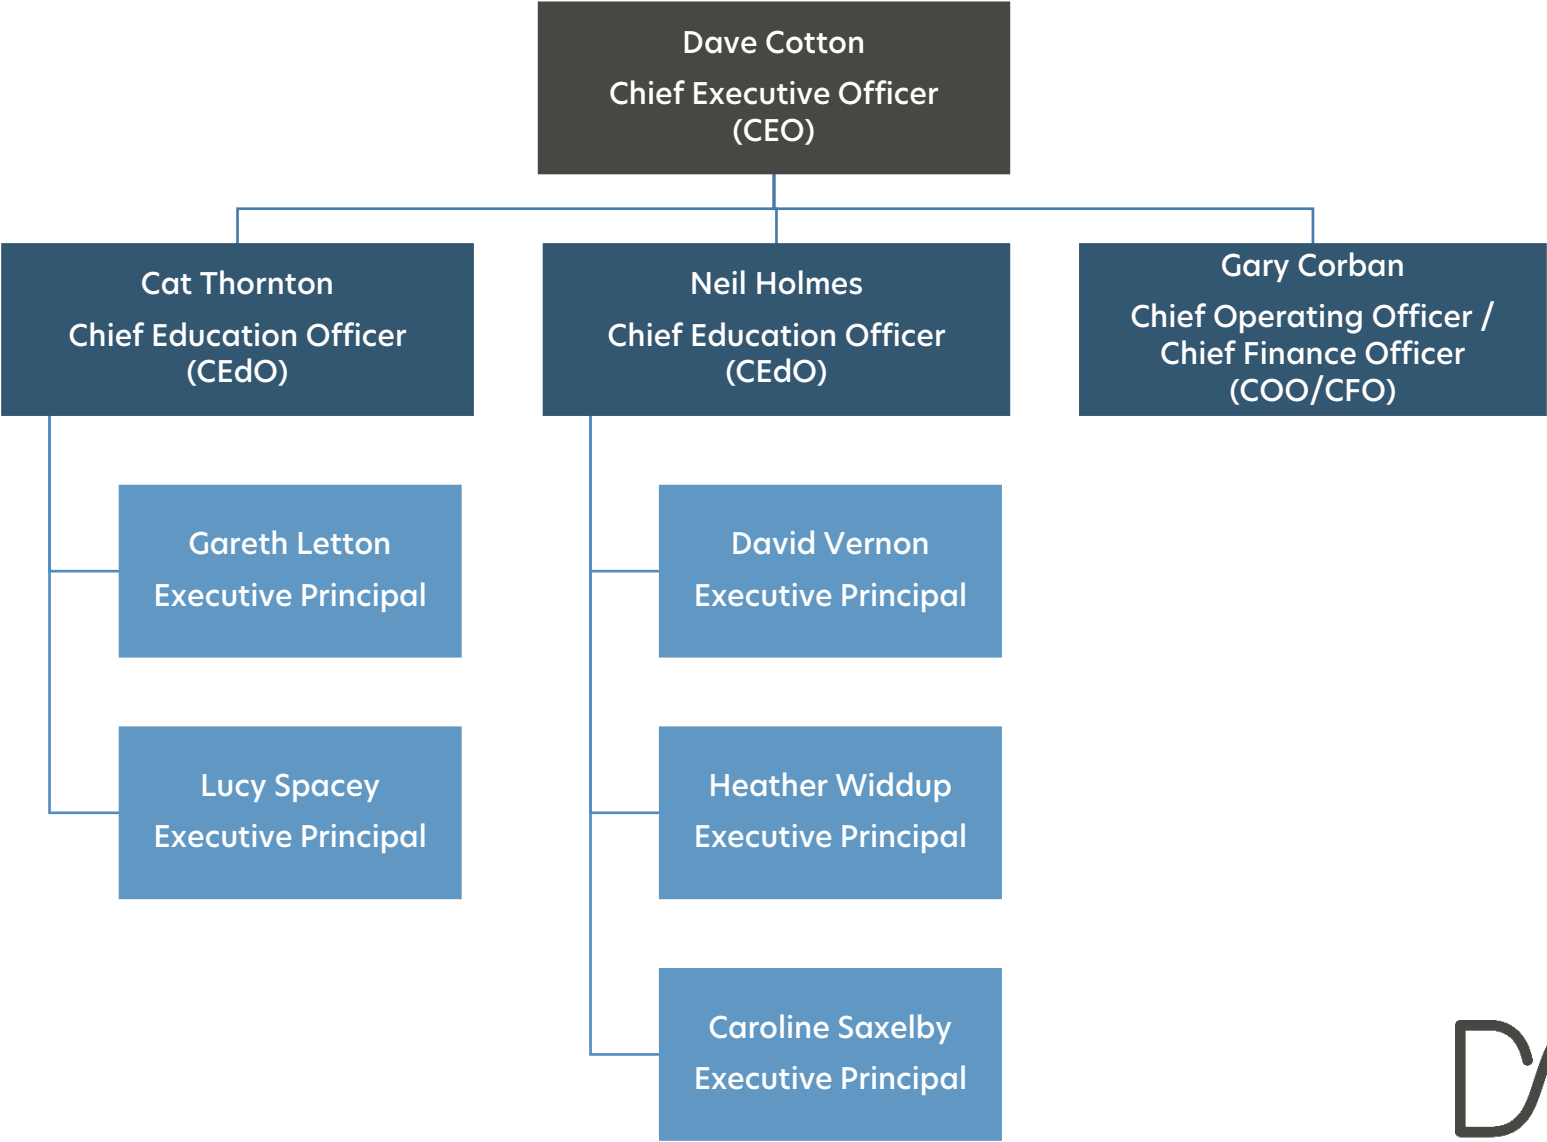 Dave Cotton
Chief Executive Officer
(CEO)
Cat Thornton
Chief Education Officer
(CEdO)
Neil Holmes
Chief Education Officer
(CEdO)
Gary Corban
Chief Operating Officer /
Chief Finance Officer
(COO/CFO)
Gareth Letton
Executive Principal
Lucy Spacey
Executive Principal
David Vernon
Executive Principal
Heather Widdup
Executive Principal
Caroline Saxelby
Executive Principal